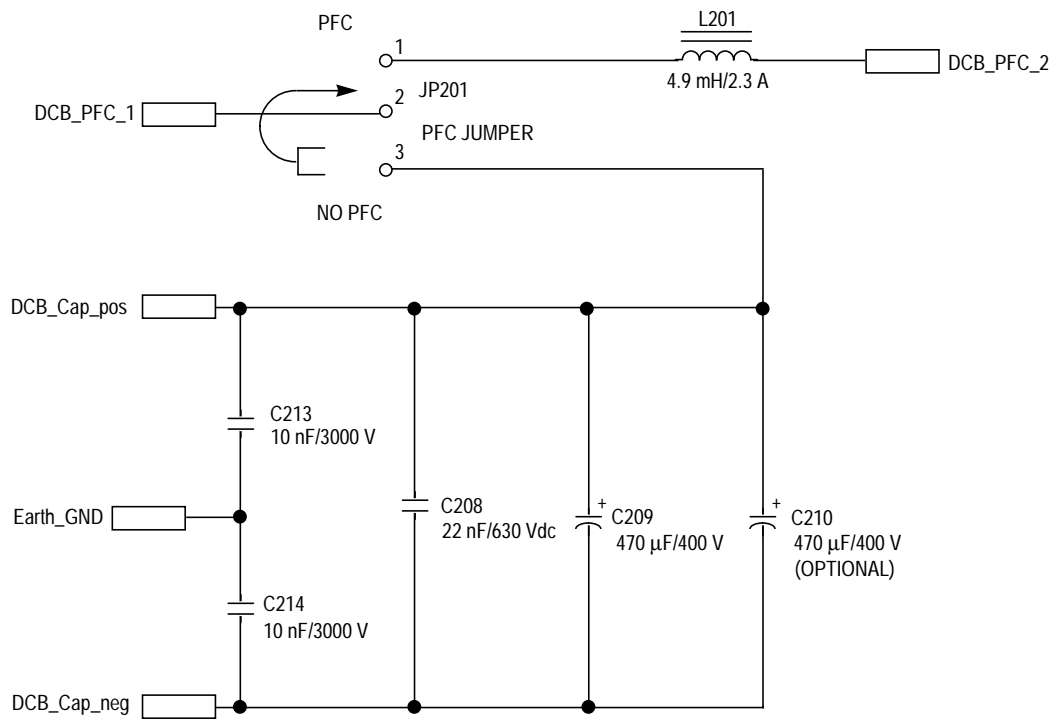 PFC
L201
1
DCB_PFC_2
4.9 mH/2.3 A
JP201
2
DCB_PFC_1
PFC JUMPER
3
NO PFC
DCB_Cap_pos
C213
10 nF/3000 V
Earth_GND
C208
22 nF/630 Vdc
+
C209
470 μF/400 V
+
C210
470 μF/400 V
(OPTIONAL)
C214
10 nF/3000 V
DCB_Cap_neg